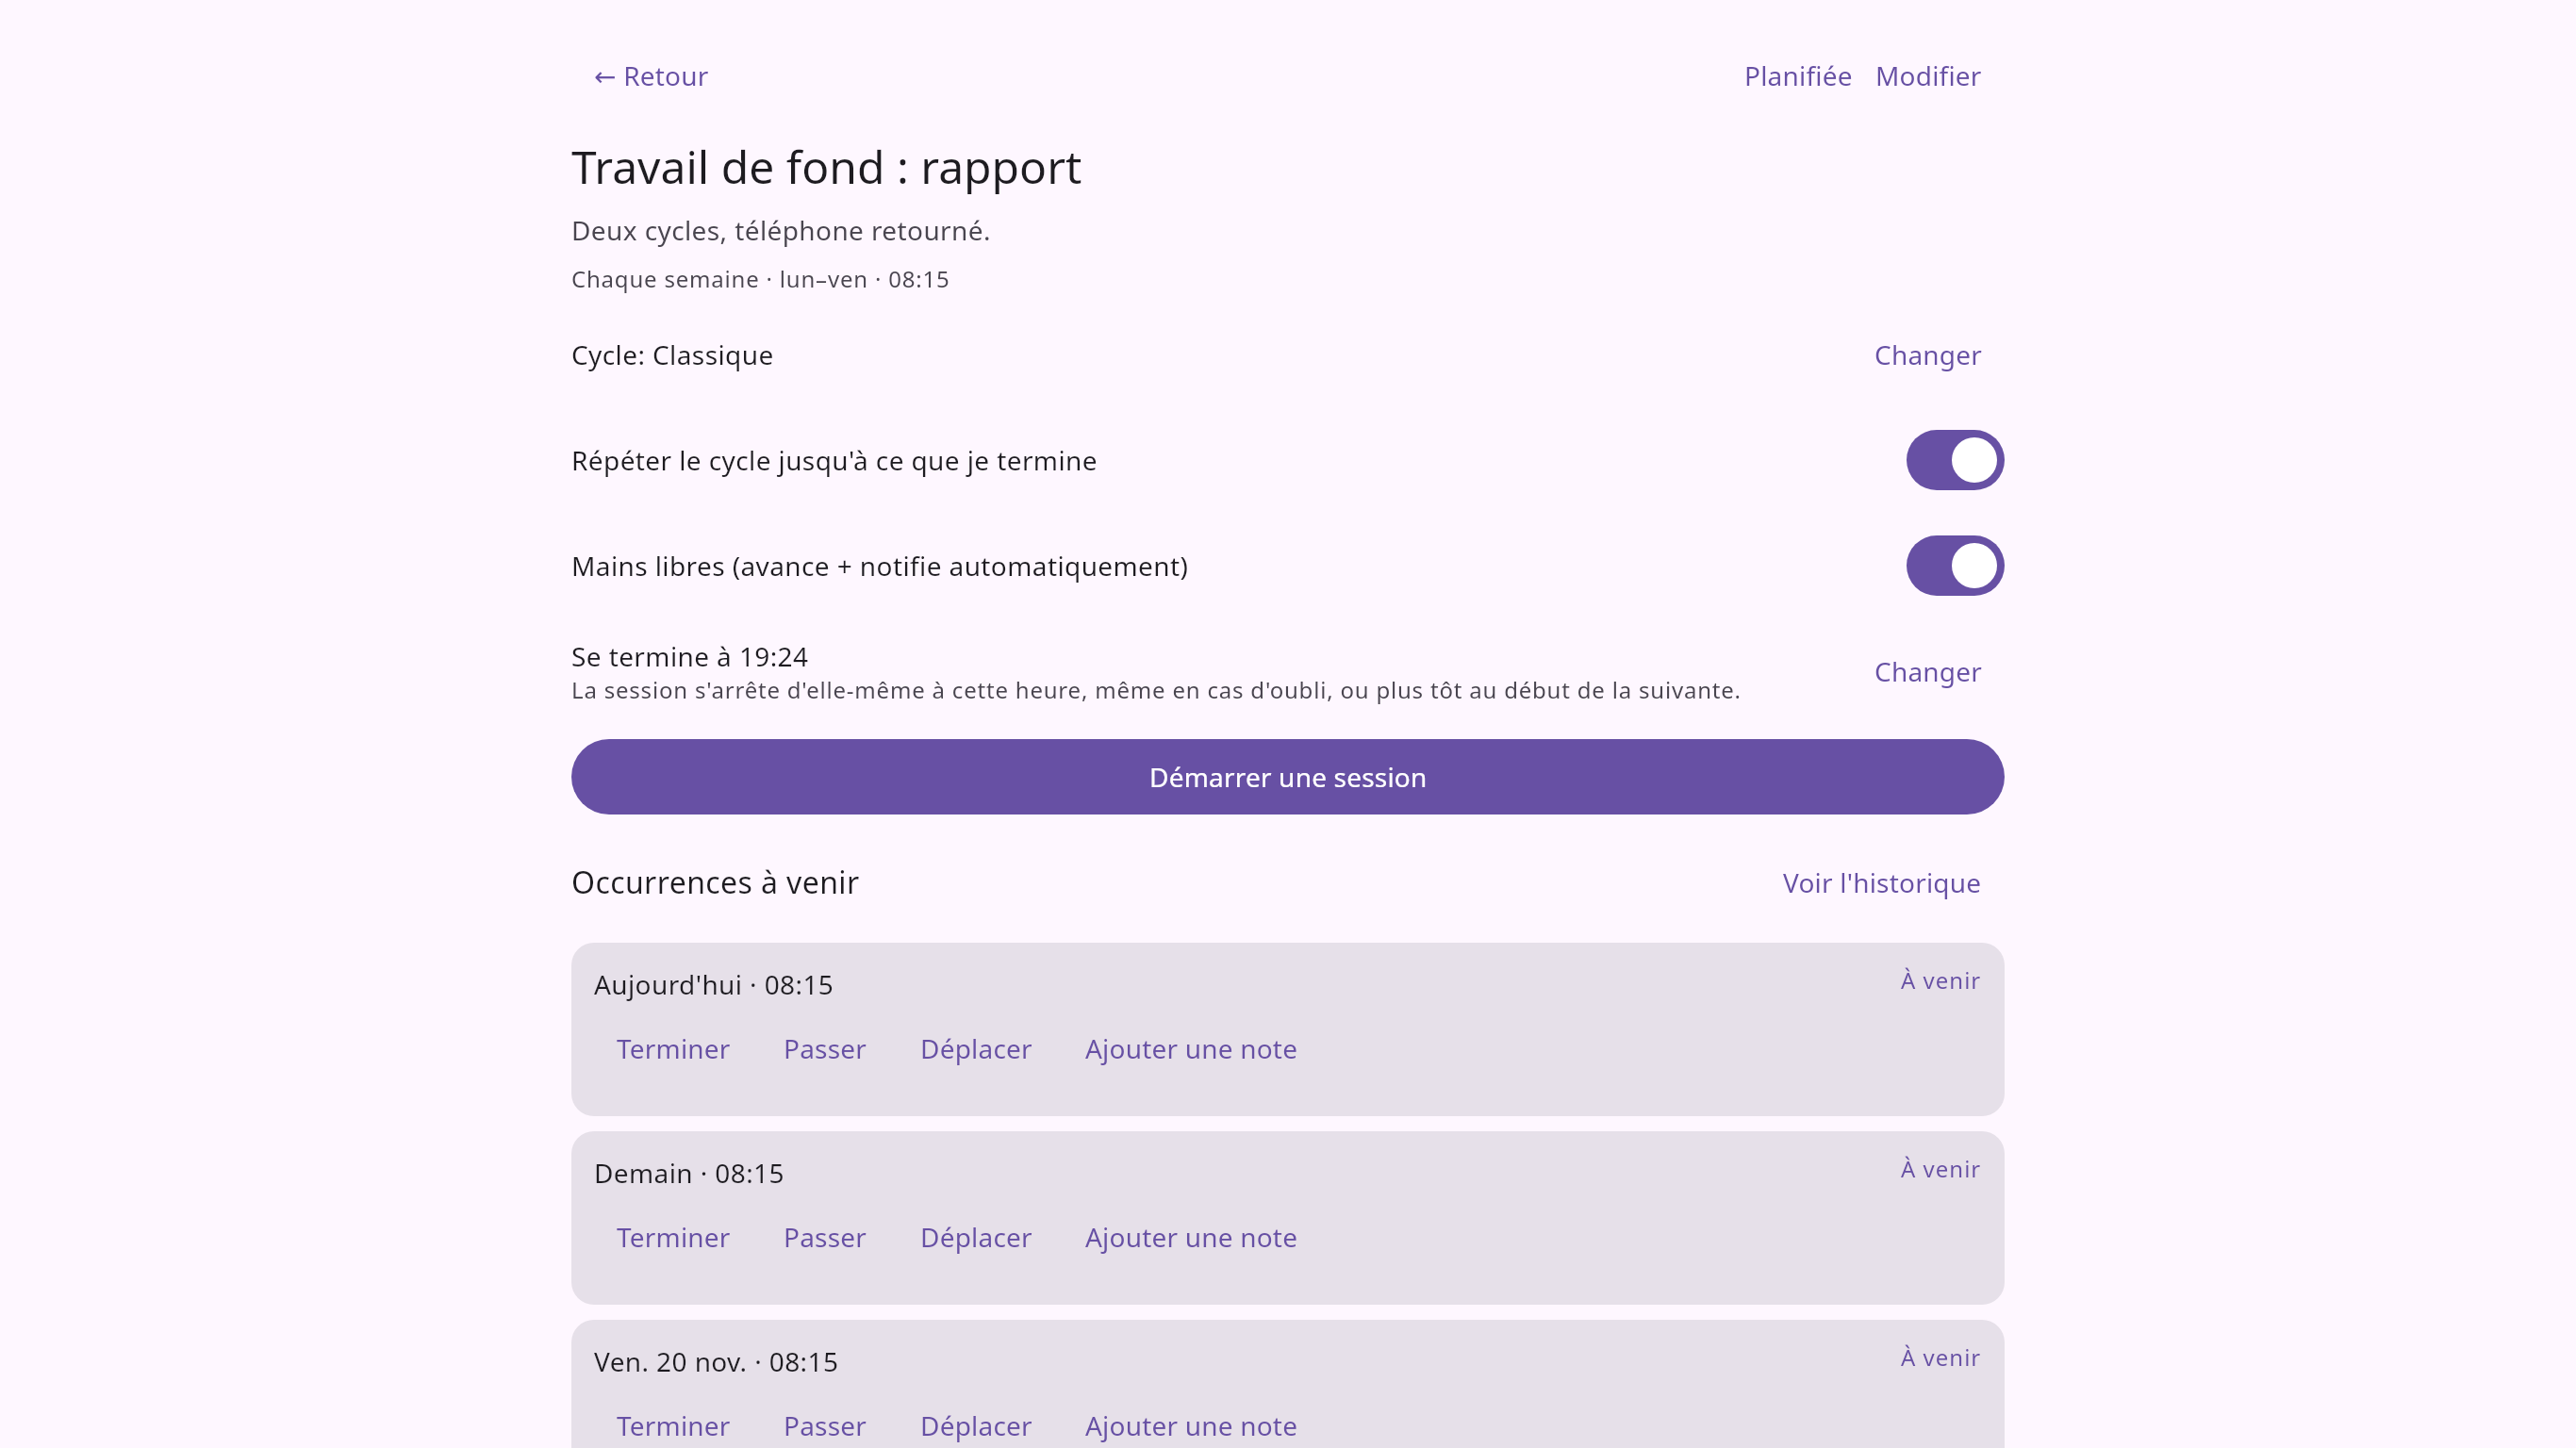 ← Retour
Planifiée Modifier
Travail de fond : rapport
Deux cycles, téléphone retourné.
Chaque semaine · lun–ven · 08:15
Cycle: Classique
Changer
Répéter le cycle jusqu'à ce que je termine
Mains libres (avance + notifie automatiquement)
Se termine à 19:24
La session s'arrête d'elle-même à cette heure, même en cas d'oubli, ou plus tôt au début de la suivante.
Changer
Démarrer une session
Occurrences à venir
Voir l'historique
Aujourd'hui · 08:15
À venir
Terminer Passer Déplacer Ajouter une note
Demain · 08:15
À venir
Terminer Passer Déplacer Ajouter une note
Ven. 20 nov. · 08:15
À venir
Terminer Passer Déplacer Ajouter une note